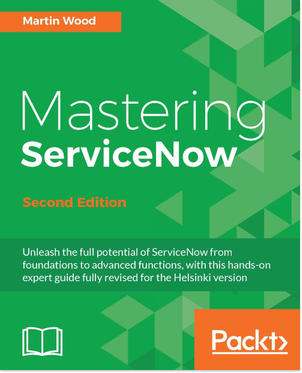 Martin Wood
Mastering
ServiceNow
Second Edition
Unleash the full potential of ServiceNow from
foundations to advanced functions, with this hands-on
expert guide fully revised for the Helsinki version
Packt>